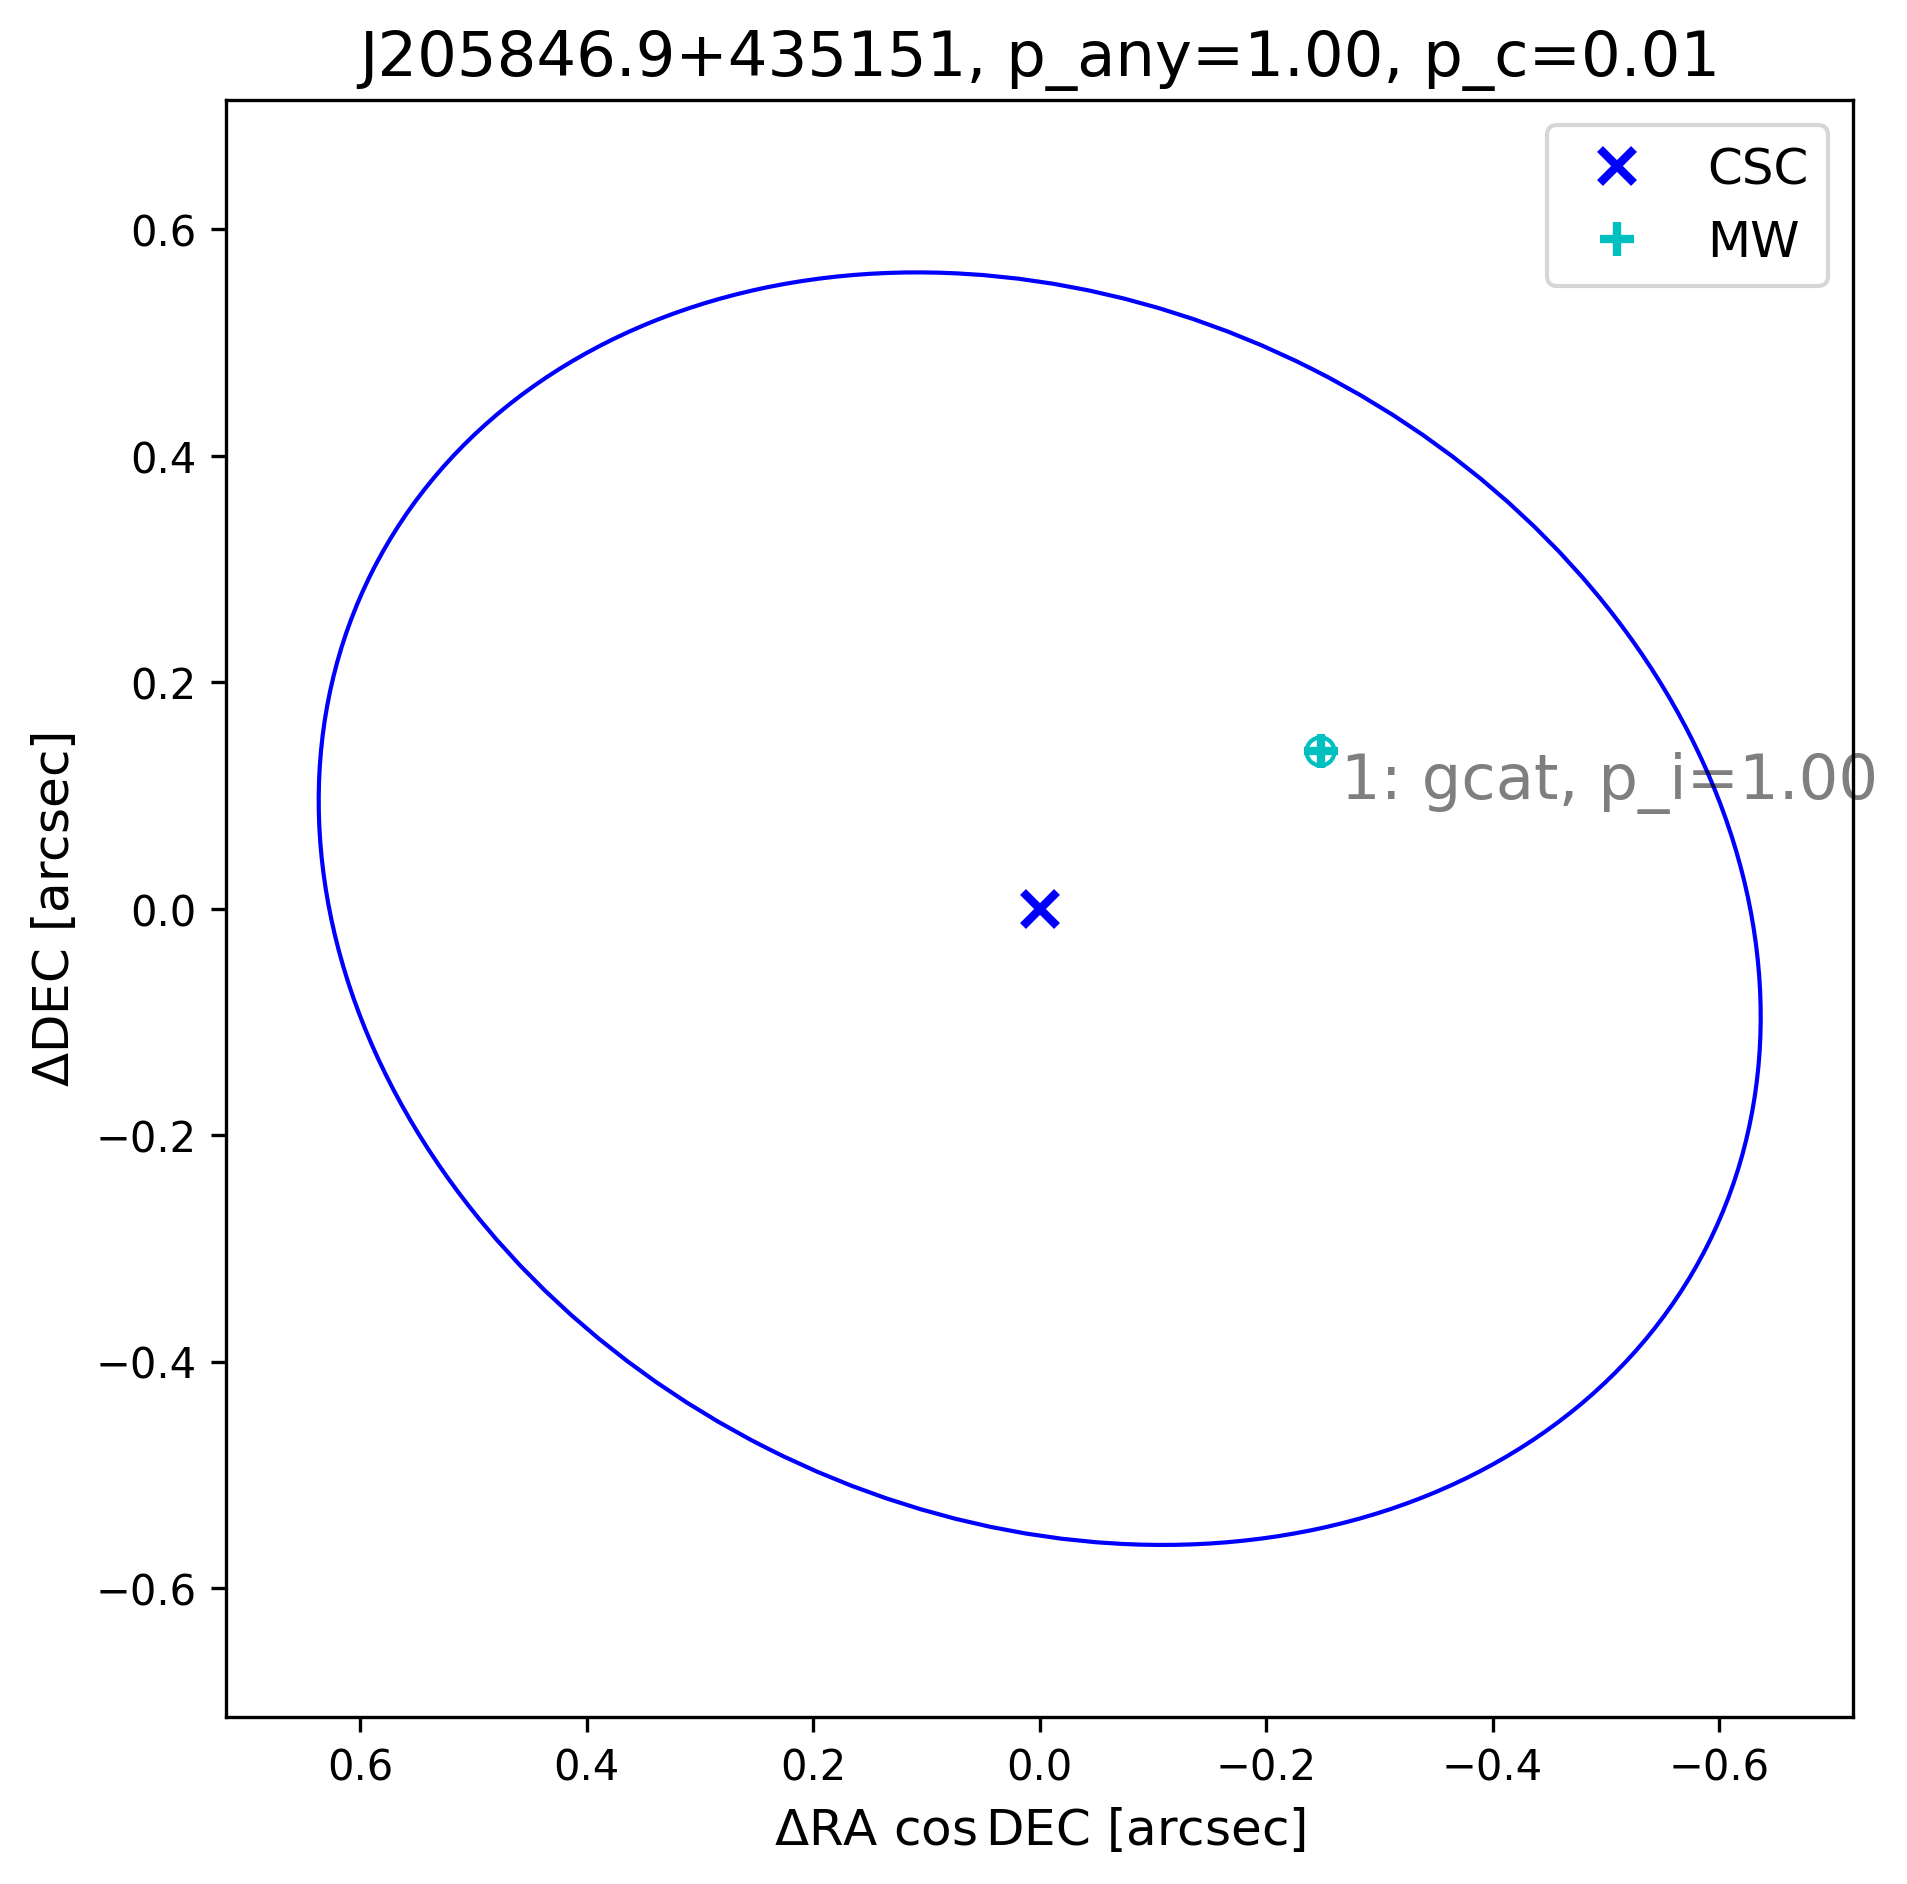 J205846.9+435151, p_any=1.00, p_c=0.01
CSC
MW
0.6
0.4
0.2
0.0
−0.2
−0.4
−0.6
ΔDEC [arcsec]
1: gcat, p_i=1.00
0.6 0.4 0.2 0.0 −0.2 −0.4 −0.6
ΔRA cos DEC [arcsec]